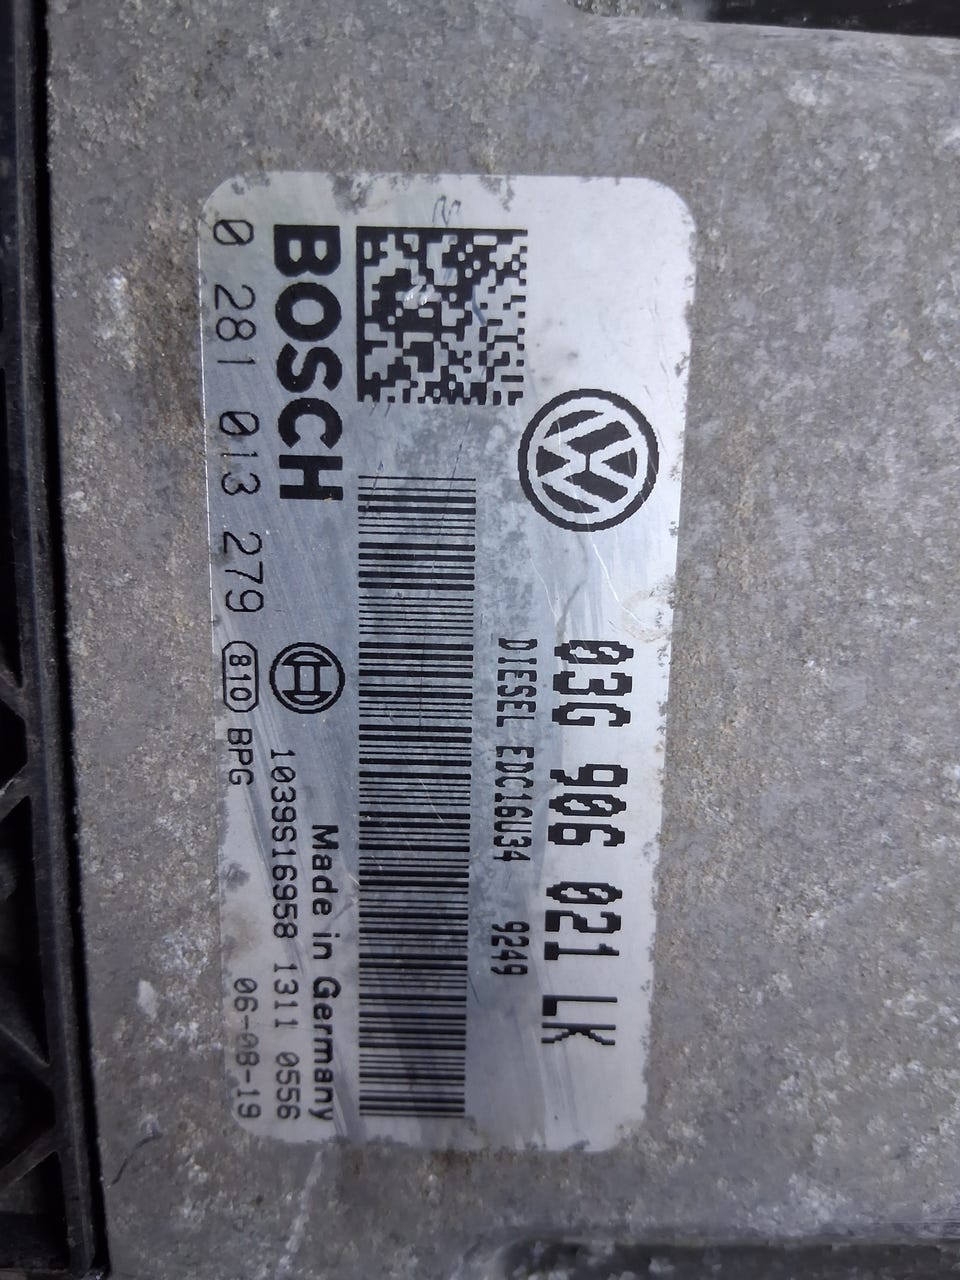 03G 906 021 LK
DIESEL EDC16U34 9249
BOSCH
Made in Germany
1039S16958 1311 0556
0 281 013 279 810 BPG 06-08-19